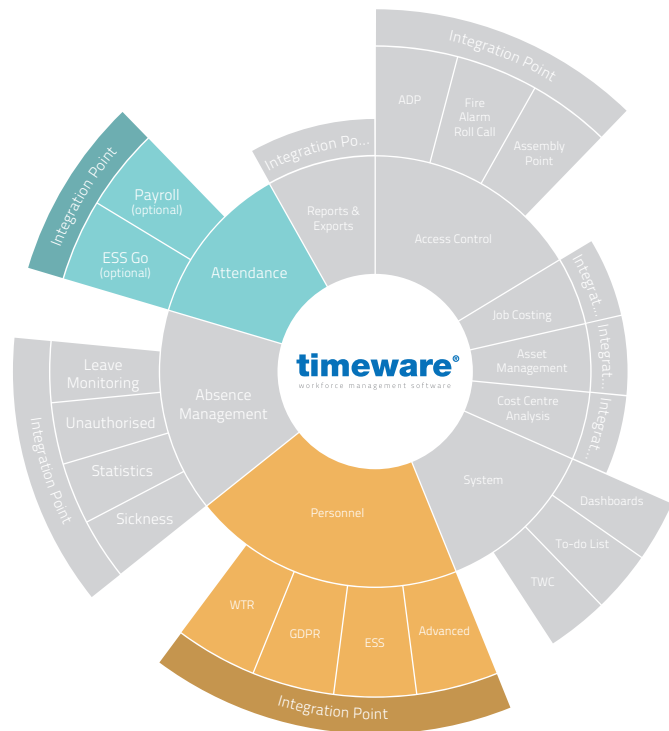 Integration Point
ADP
Fire
Alarm
Roll Call
Assembly
Point
Integration Po...
Reports &
Exports
Access Control
Integration Point
Payroll
(optional)
ESS Go
(optional)
Attendance
Integrat...
Job Costing
Integrat...
Asset
Management
Integrat...
Cost Centre
Analysis
timeware®
workforce management software
Absence
Management
Leave
Monitoring
Unauthorised
Statistics
Sickness
Integration Point
System
Dashboards
To-do List
TWC
Personnel
WTR
GDPR
ESS
Advanced
Integration Point